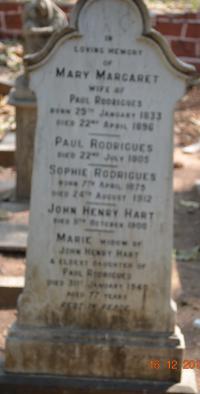 IN
LOVING MEMORY
OF
MARY MARGARET
WIFE OF
PAUL RODRIGUES
BORN 25TH JANUARY 1833
DIED 22ND APRIL 1896
PAUL RODRIGUES
DIED 22ND JULY 1905
SOPHIE RODRIGUES
BORN 7TH APRIL 1875
DIED 24TH AUGUST 1912
JOHN HENRY HART
DIED 9TH OCTOBER 1900
MARIE WIDOW OF
JOHN HENRY HART
& ELDEST DAUGHTER OF
PAUL RODRIGUES
DIED 31ST JANUARY 1940
AGED 77 YEARS
REST IN PEACE
16 12